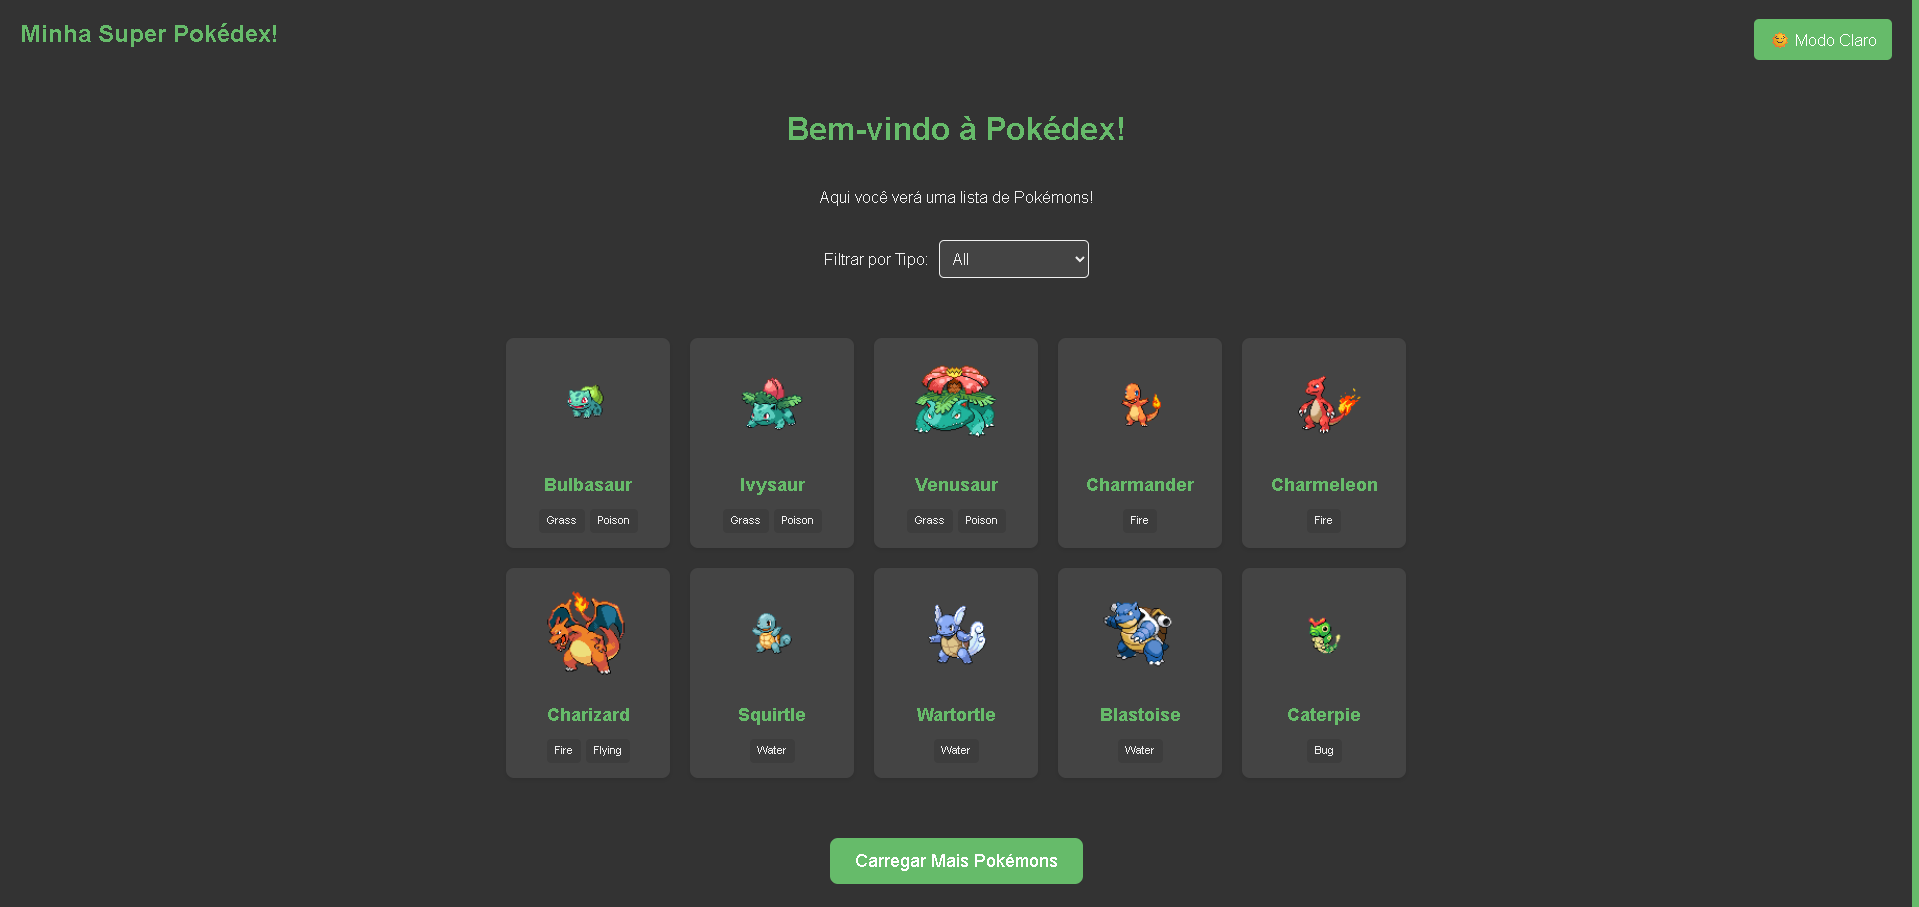 Minha Super Pokédex!
🌞 Modo Claro
Bem-vindo à Pokédex!
Aqui você verá uma lista de Pokémons!
Filtrar por Tipo: All
Bulbasaur
Grass Poison
Ivysaur
Grass Poison
Venusaur
Grass Poison
Charmander
Fire
Charmeleon
Fire
Charizard
Fire Flying
Squirtle
Water
Wartortle
Water
Blastoise
Water
Caterpie
Bug
Carregar Mais Pokémons